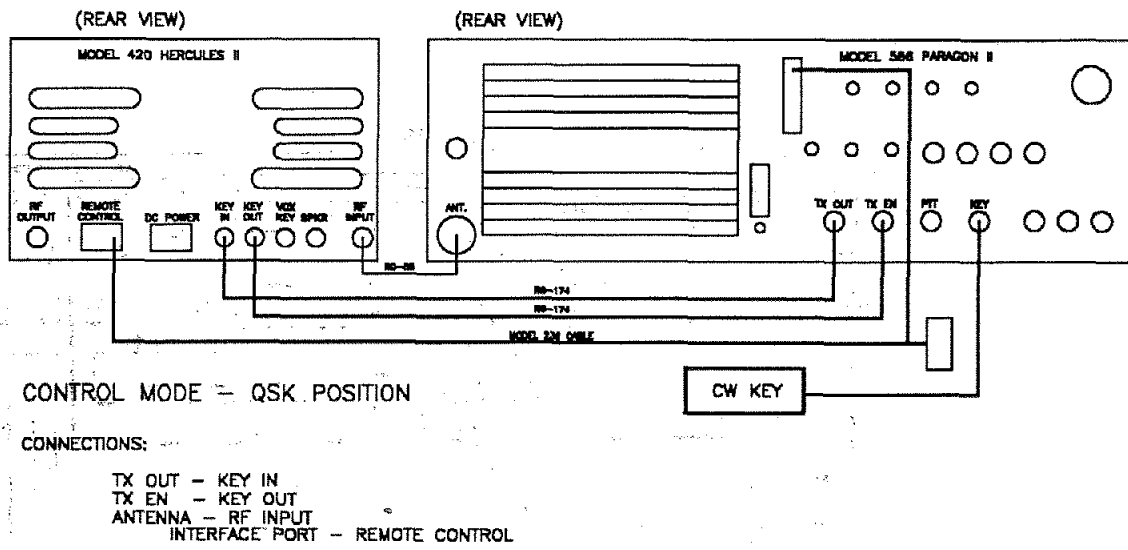 (REAR VIEW)
(REAR VIEW)
MODEL 420 HERCULES II
MODEL 586 PARAGON II
RF OUTPUT
REMOTE CONTROL
DC POWER
KEY IN
KEY OUT
VOX KEY
SPKR
RF INPUT
ANT.
TX OUT
TX EN
PTT
KEY
RG-174
RG-174
CABLE
CW KEY
CONTROL MODE - QSK POSITION
CONNECTIONS:
TX OUT - KEY IN
TX EN - KEY OUT
ANTENNA - RF INPUT
INTERFACE PORT - REMOTE CONTROL